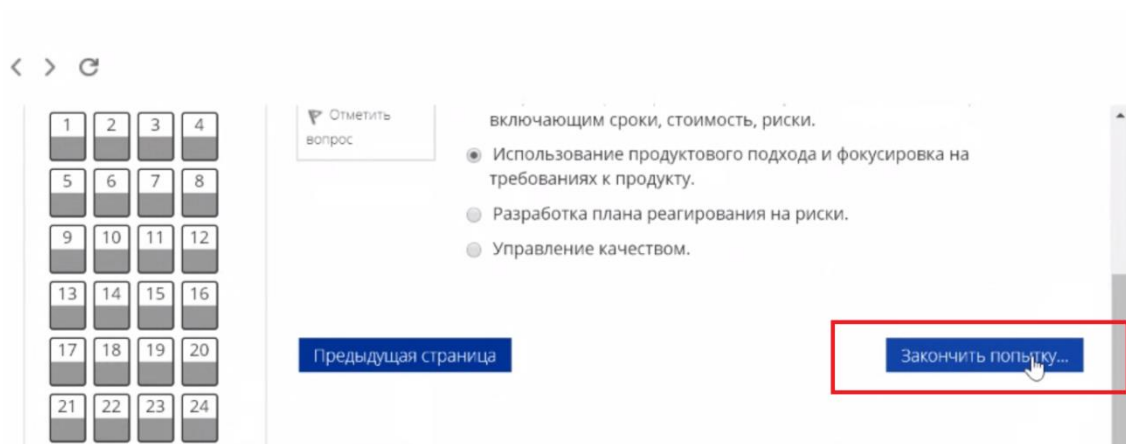 1 2 3 4
5 6 7 8
9 10 11 12
13 14 15 16
17 18 19 20
21 22 23 24
Отметить
вопрос
включающим сроки, стоимость, риски.
Использование продуктового подхода и фокусировка на
требованиях к продукту.
Разработка плана реагирования на риски.
Управление качеством.
Предыдущая страница
Закончить попытку...